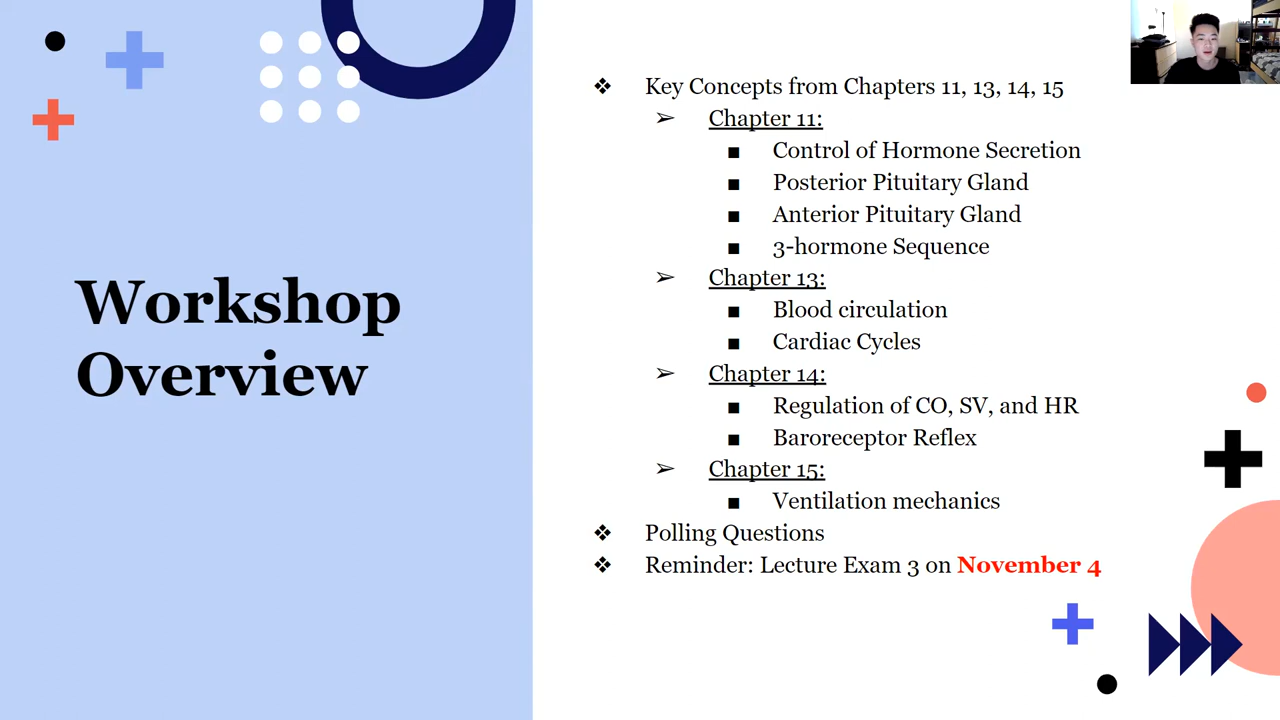 Workshop
Overview
❖ Key Concepts from Chapters 11, 13, 14, 15
➢ Chapter 11:
■ Control of Hormone Secretion
■ Posterior Pituitary Gland
■ Anterior Pituitary Gland
■ 3-hormone Sequence
➢ Chapter 13:
■ Blood circulation
■ Cardiac Cycles
➢ Chapter 14:
■ Regulation of CO, SV, and HR
■ Baroreceptor Reflex
➢ Chapter 15:
■ Ventilation mechanics
❖ Polling Questions
❖ Reminder: Lecture Exam 3 on November 4